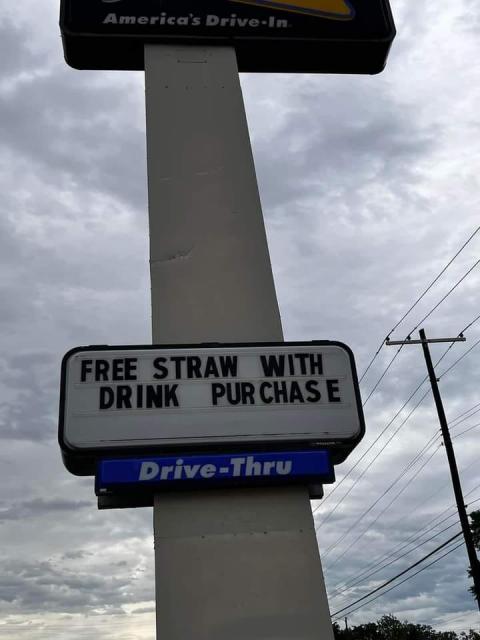 America's Drive-In
FREE STRAW WITH
DRINK PURCHASE
Drive-Thru